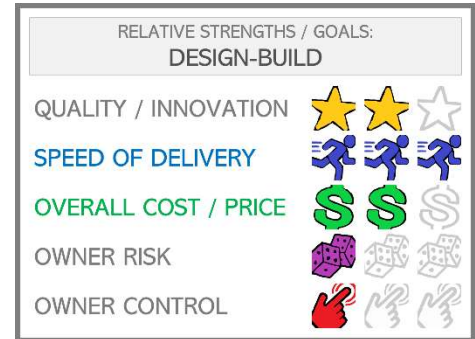 RELATIVE STRENGTHS / GOALS:
DESIGN-BUILD
QUALITY / INNOVATION
SPEED OF DELIVERY
OVERALL COST / PRICE
OWNER RISK
OWNER CONTROL